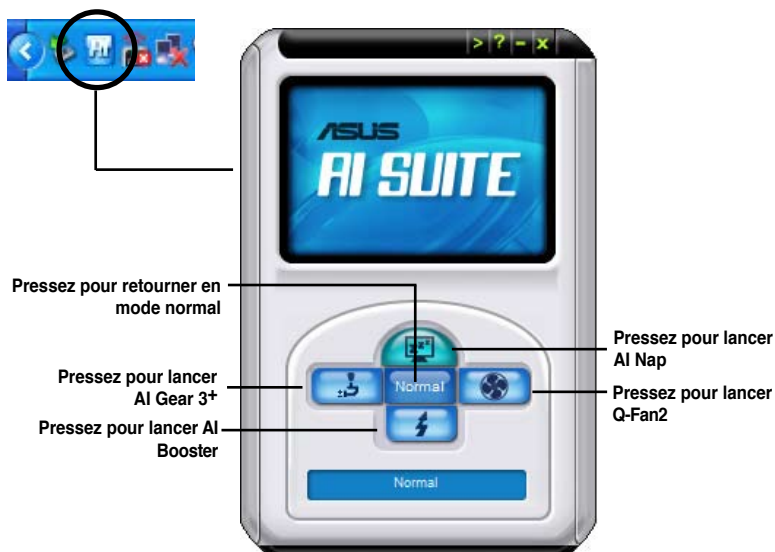 > ? - x
ASUS
AI SUITE
Pressez pour retourner en
mode normal
Pressez pour lancer
AI Nap
Pressez pour lancer
AI Gear 3+
Normal
Pressez pour lancer
Q-Fan2
Pressez pour lancer AI
Booster
Normal